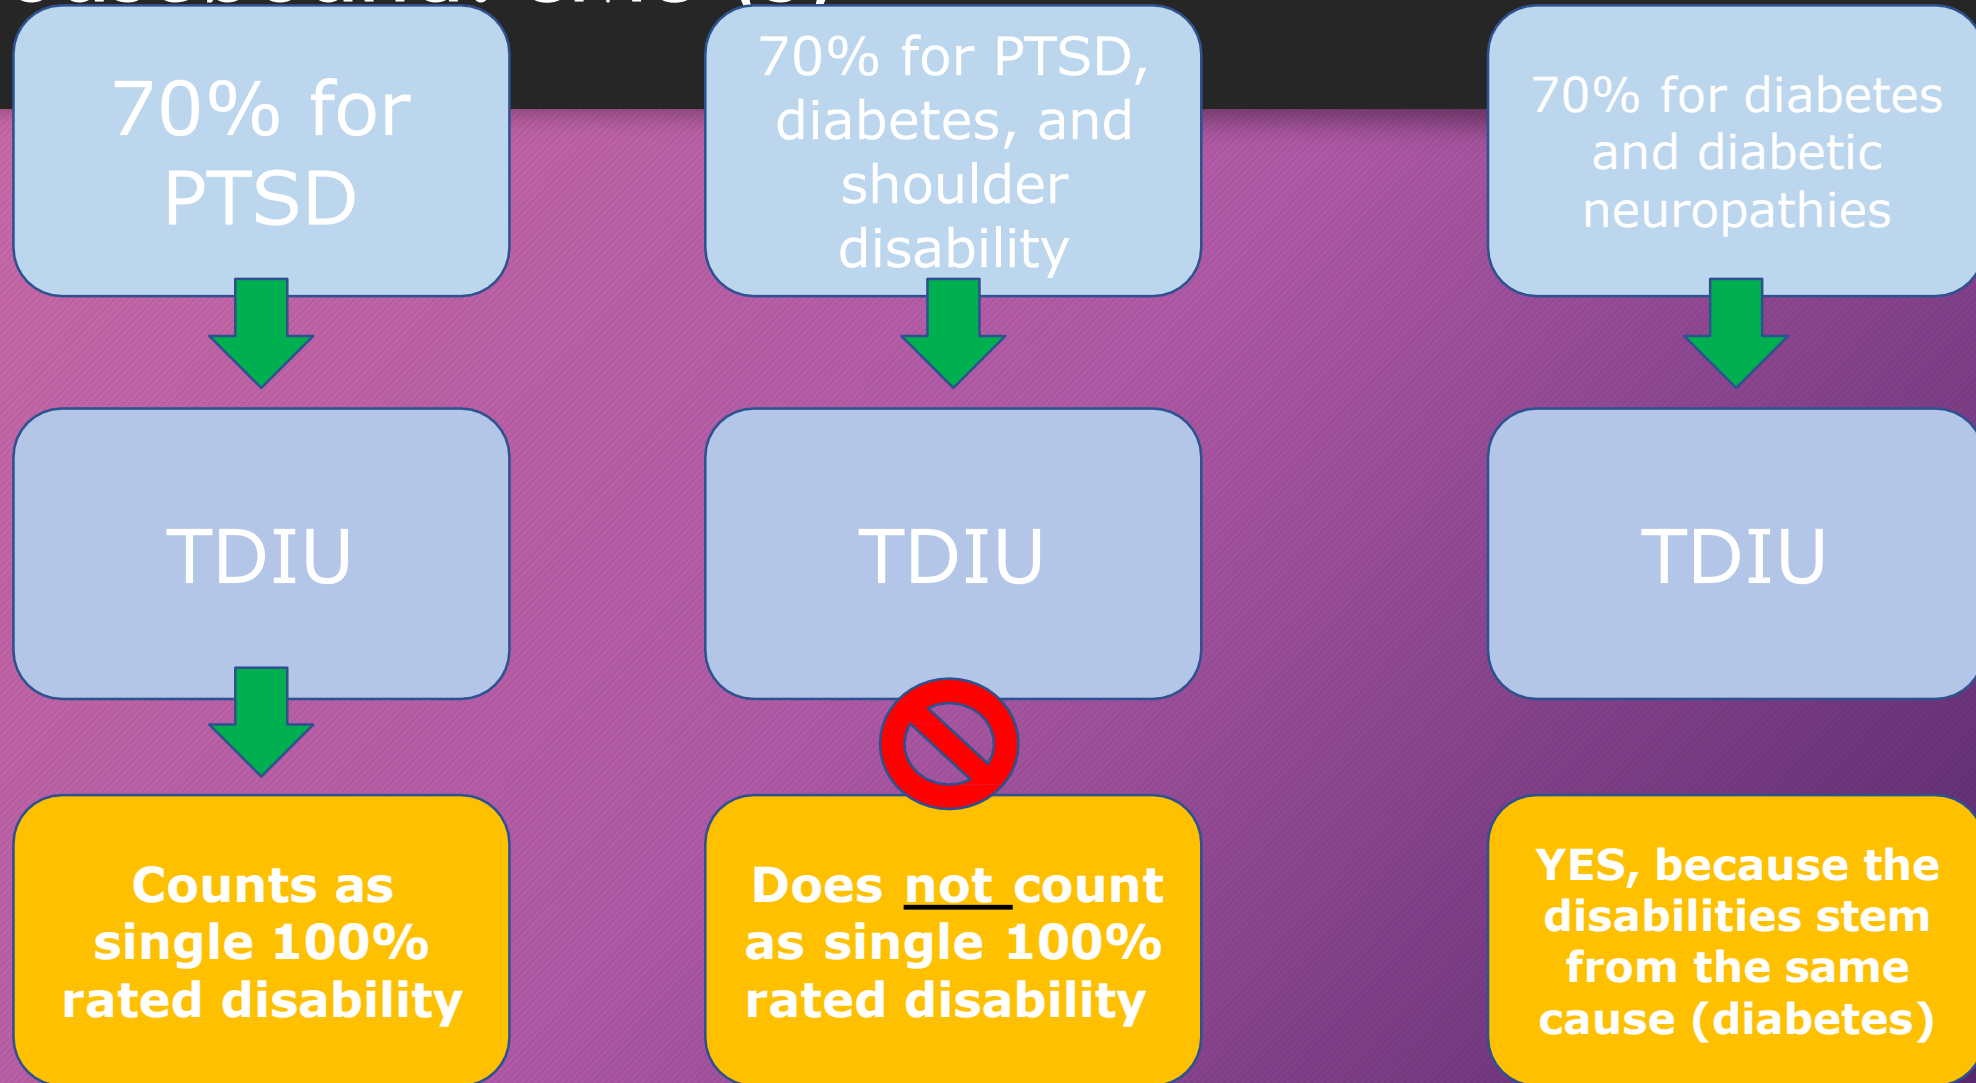 70% for
PTSD
70% for PTSD,
diabetes, and
shoulder
disability
70% for diabetes
and diabetic
neuropathies
TDIU
TDIU
TDIU
Counts as
single 100%
rated disability
Does not count
as single 100%
rated disability
YES, because the
disabilities stem
from the same
cause (diabetes)